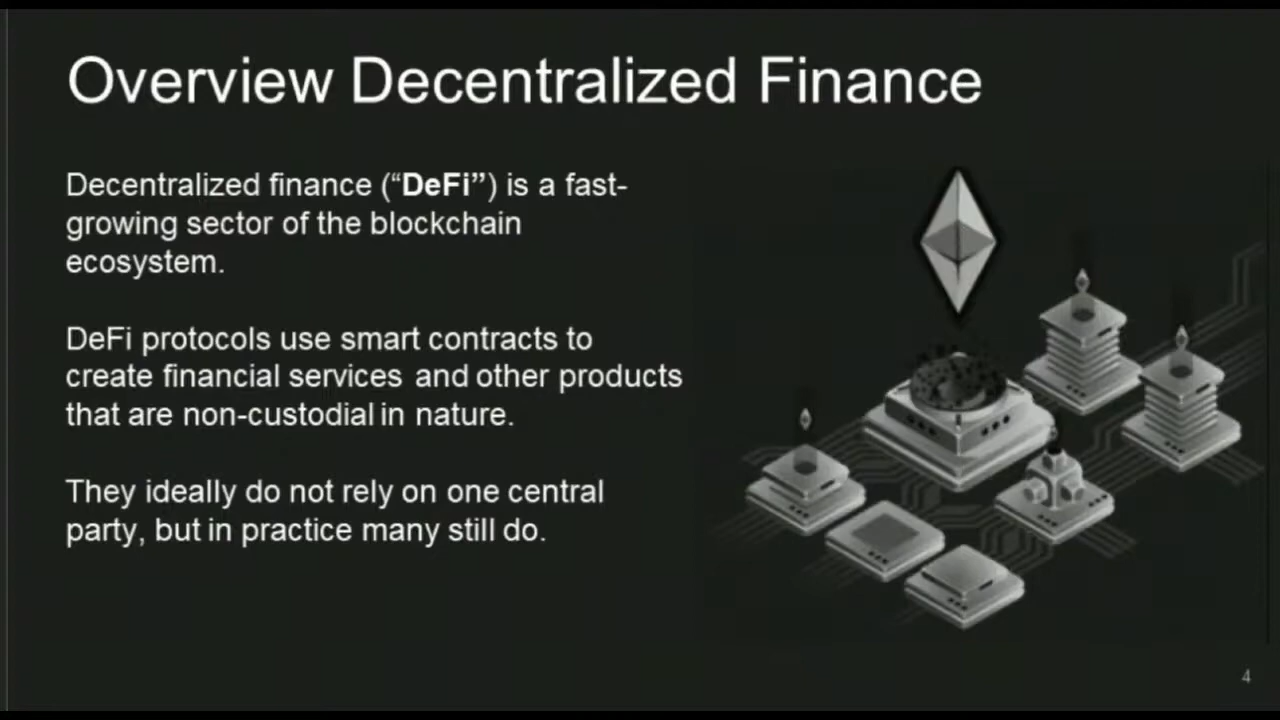 Overview Decentralized Finance
Decentralized finance (“DeFi”) is a fast-
growing sector of the blockchain
ecosystem.
DeFi protocols use smart contracts to
create financial services and other products
that are non-custodial in nature.
They ideally do not rely on one central
party, but in practice many still do.
4